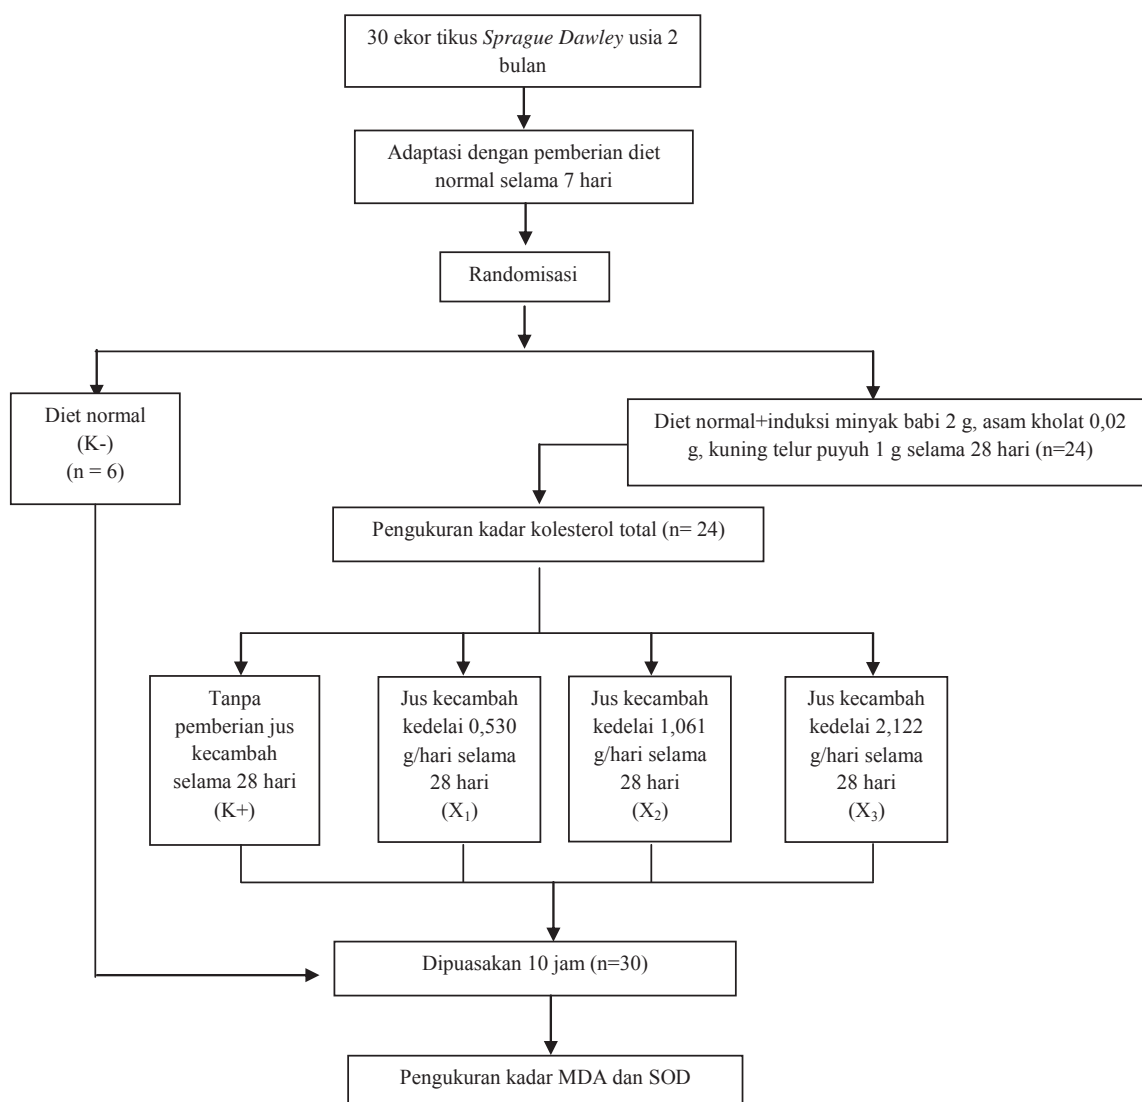 30 ekor tikus Sprague Dawley usia 2
bulan
Adaptasi dengan pemberian diet
normal selama 7 hari
Randomisasi
Diet normal
(K-)
(n = 6)
Diet normal+induksi minyak babi 2 g, asam kholat 0,02
g, kuning telur puyuh 1 g selama 28 hari (n=24)
Pengukuran kadar kolesterol total (n= 24)
Tanpa
pemberian jus
kecambah
selama 28 hari
(K+)
Jus kecambah
kedelai 0,530
g/hari selama
28 hari
(X₁)
Jus kecambah
kedelai 1,061
g/hari selama
28 hari
(X₂)
Jus kecambah
kedelai 2,122
g/hari selama
28 hari
(X₃)
Dipuasakan 10 jam (n=30)
Pengukuran kadar MDA dan SOD